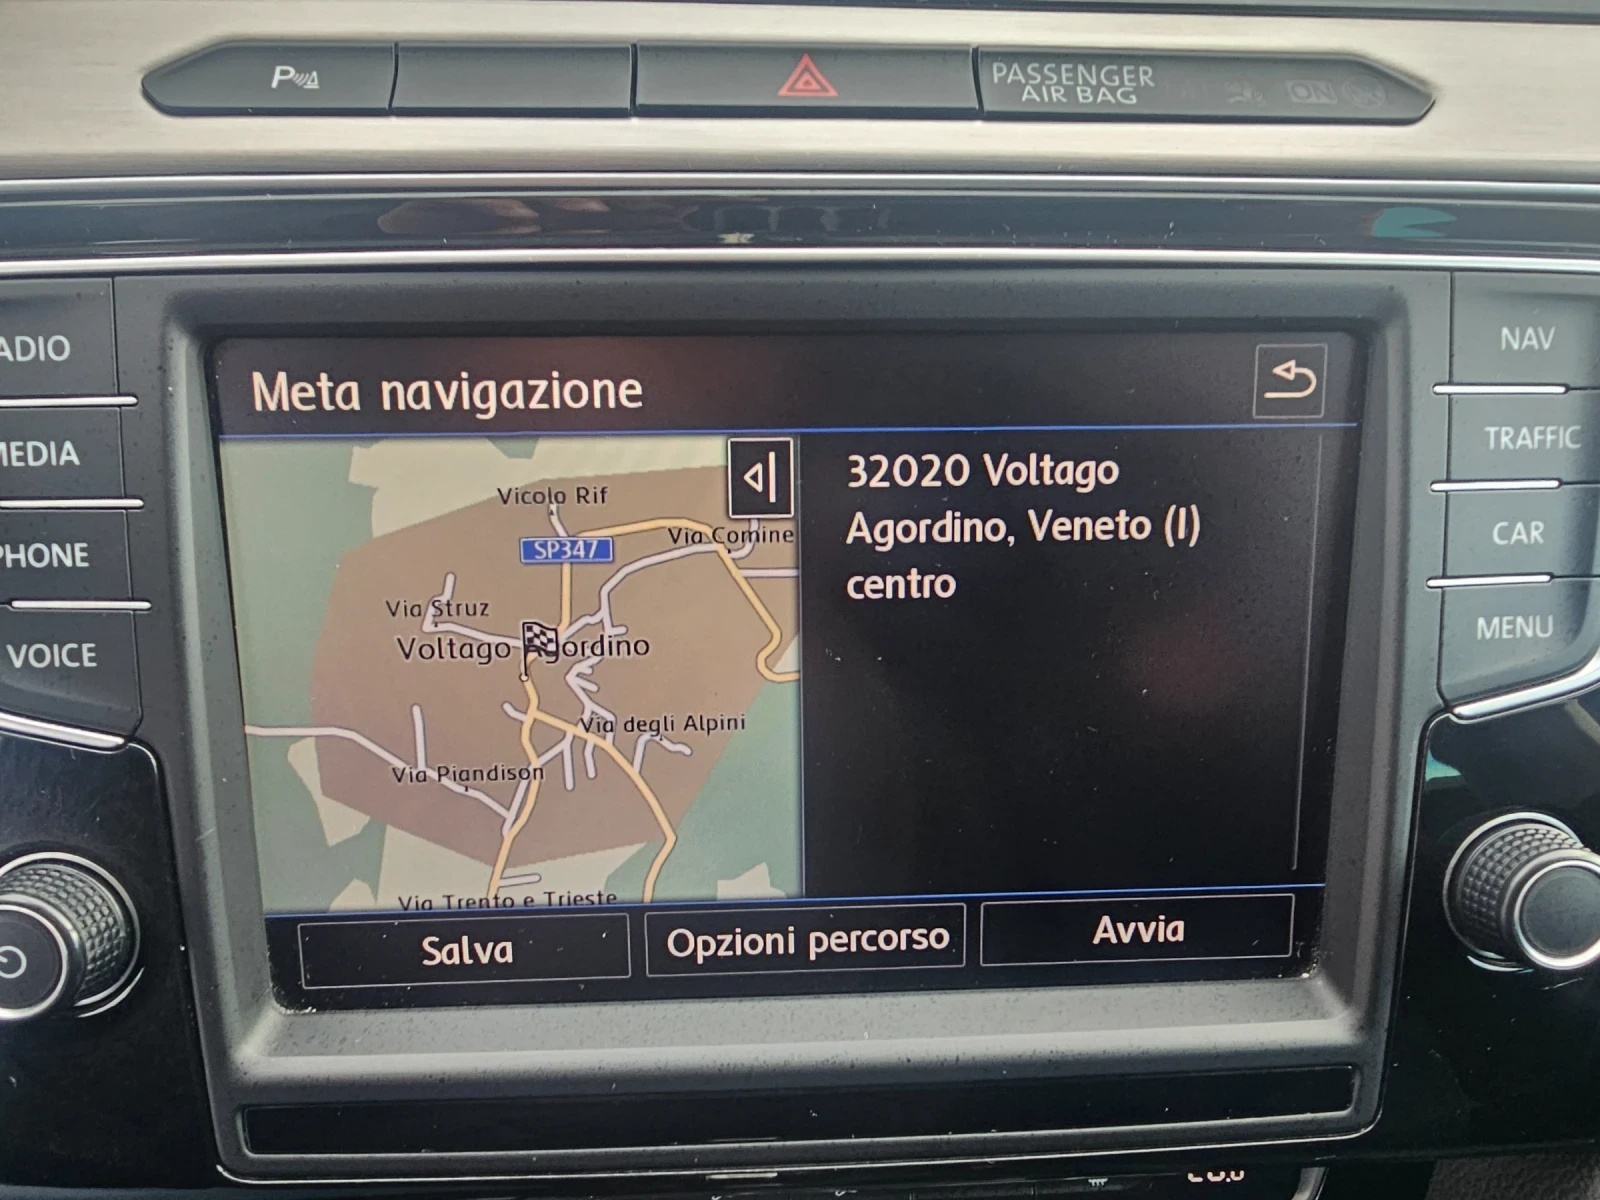 P
PASSENGER
AIR BAG
ON
ADIO
MEDIA
PHONE
VOICE
NAV
TRAFFIC
CAR
MENU
Meta navigazione
Vicolo Rif
SP347
Via Comine
Via Struz
Voltago Agordino
Via degli Alpini
Via Piandison
Via Trento e Trieste
32020 Voltago
Agordino, Veneto (I)
centro
Salva
Opzioni percorso
Avvia